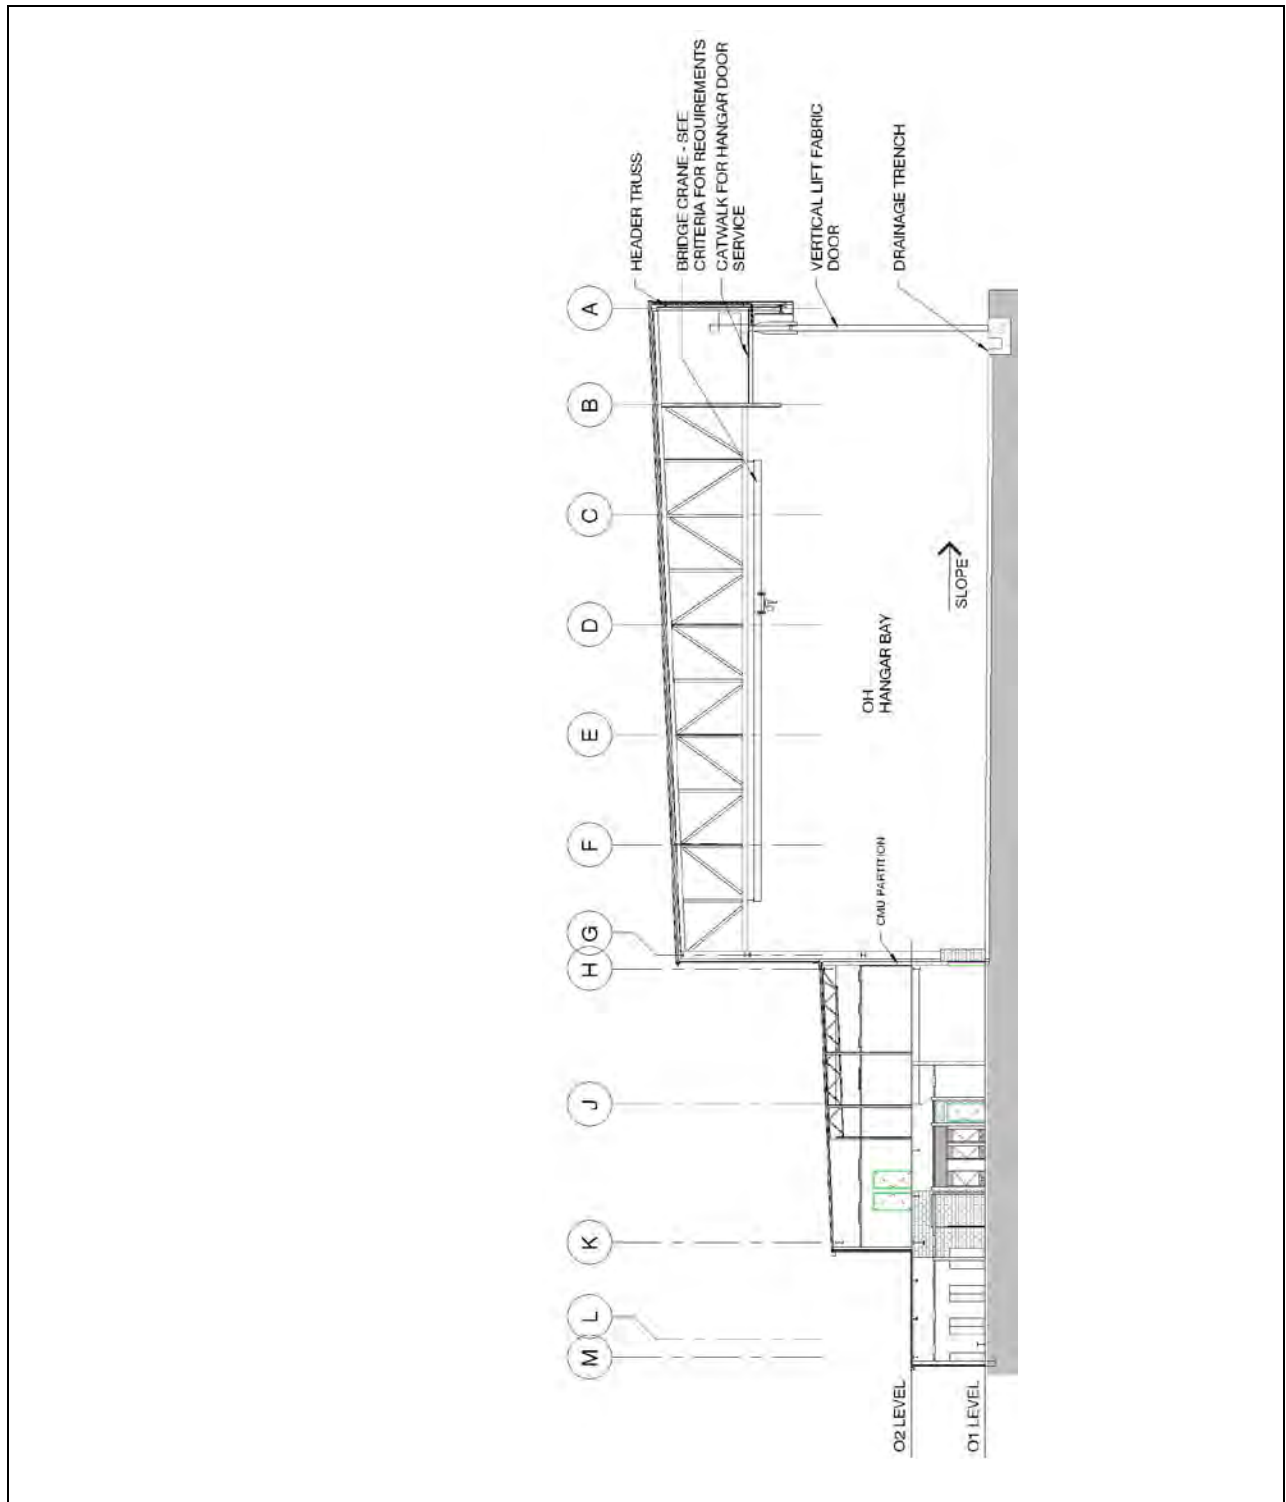 M
L
K
J
H
G
F
E
D
C
B
A
HEADER TRUSS
BRIDGE CRANE - SEE
CRITERIA FOR REQUIREMENTS
CATWALK FOR HANGAR DOOR
SERVICE
VERTICAL LIFT FABRIC
DOOR
DRAINAGE TRENCH
OH
HANGAR BAY
SLOPE
CMU PARTITION
O2 LEVEL
O1 LEVEL